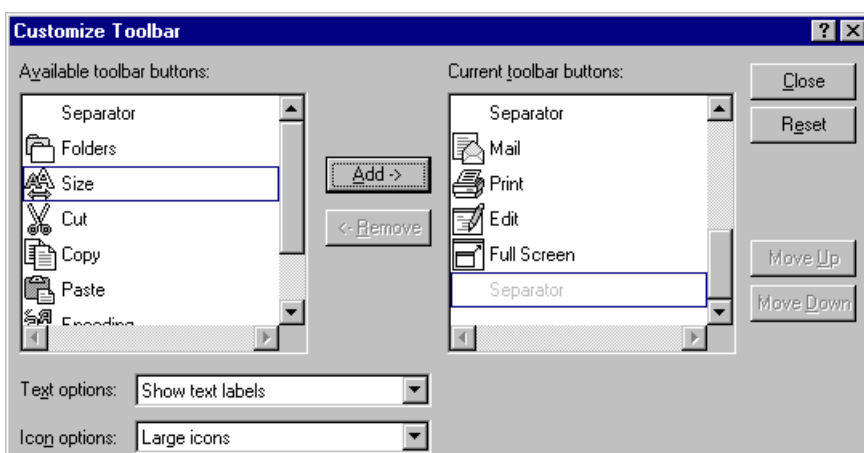 Customize Toolbar
Available toolbar buttons:
Separator
Folders
Size
Cut
Copy
Paste
Encoding
Add ->
<- Remove
Current toolbar buttons:
Separator
Mail
Print
Edit
Full Screen
Separator
Close
Reset
Move Up
Move Down
Text options: Show text labels
Icon options: Large icons